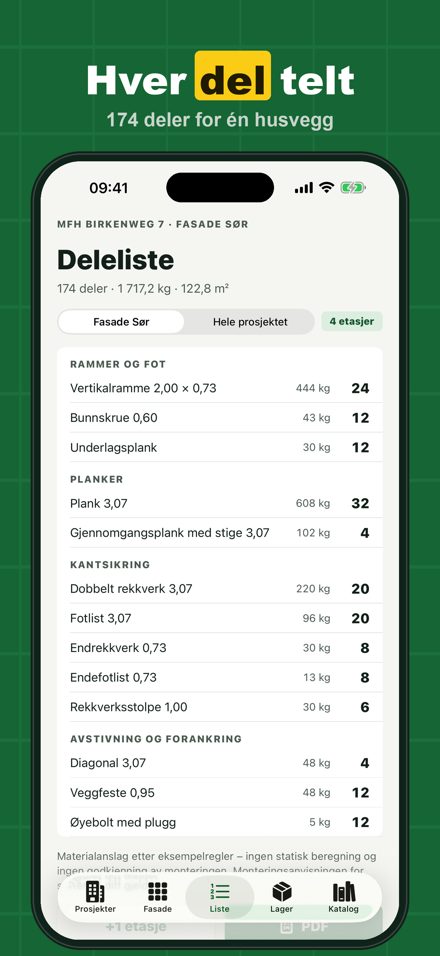 Hver del telt
174 deler for én husvegg
09:41
MFH BIRKENWEG 7 · FASADE SØR
Deleliste
174 deler · 1 717,2 kg · 122,8 m²
Fasade Sør Hele prosjektet 4 etasjer
RAMMER OG FOT
Vertikalramme 2,00 × 0,73 444 kg 24
Bunnskrue 0,60 43 kg 12
Underlagsplank 30 kg 12
PLANKER
Plank 3,07 608 kg 32
Gjennomgangsplank med stige 3,07 102 kg 4
KANTSIKRING
Dobbelt rekkverk 3,07 220 kg 20
Fotlist 3,07 96 kg 20
Endrekkverk 0,73 30 kg 8
Endefotlist 0,73 13 kg 8
Rekkverksstolpe 1,00 30 kg 6
AVSTIVNING OG FORANKRING
Diagonal 3,07 48 kg 4
Veggfeste 0,95 48 kg 12
Øyebolt med plugg 5 kg 12
Materialanslag etter eksempelregler – ingen statisk beregning og
ingen godkjenning av monteringen. Monteringsanvisningen for
Prosjekter Fasade Liste Lager Katalog
+1 etasje PDF